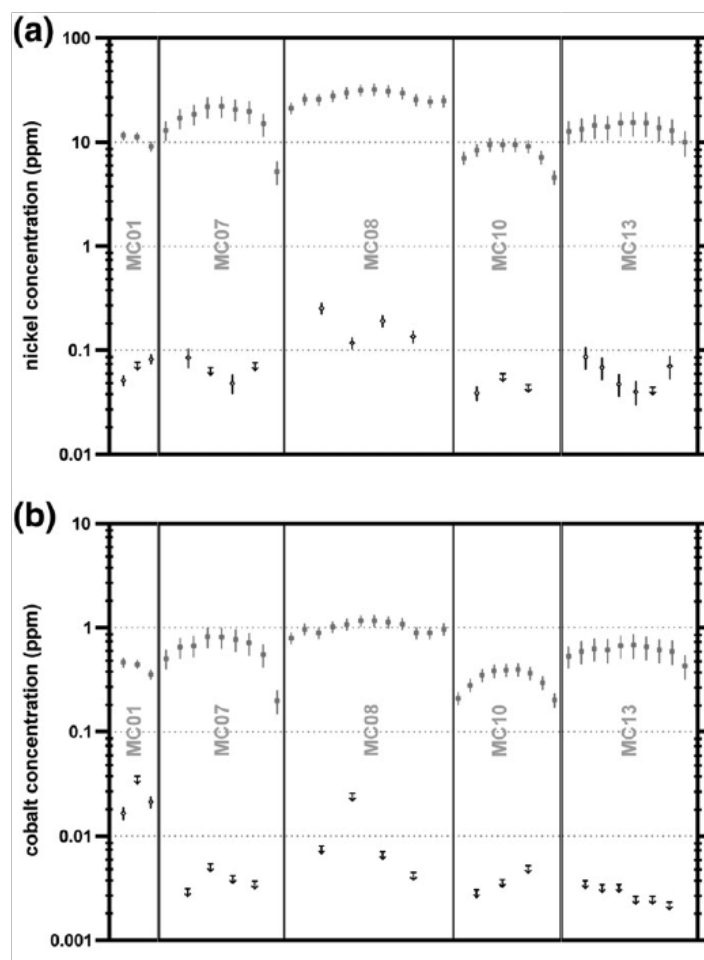 (a)
100
10
1
0.1
0.01
nickel concentration (ppm)
MC01
MC07
MC08
MC10
MC13
(b)
10
1
0.1
0.01
0.001
cobalt concentration (ppm)
MC01
MC07
MC08
MC10
MC13